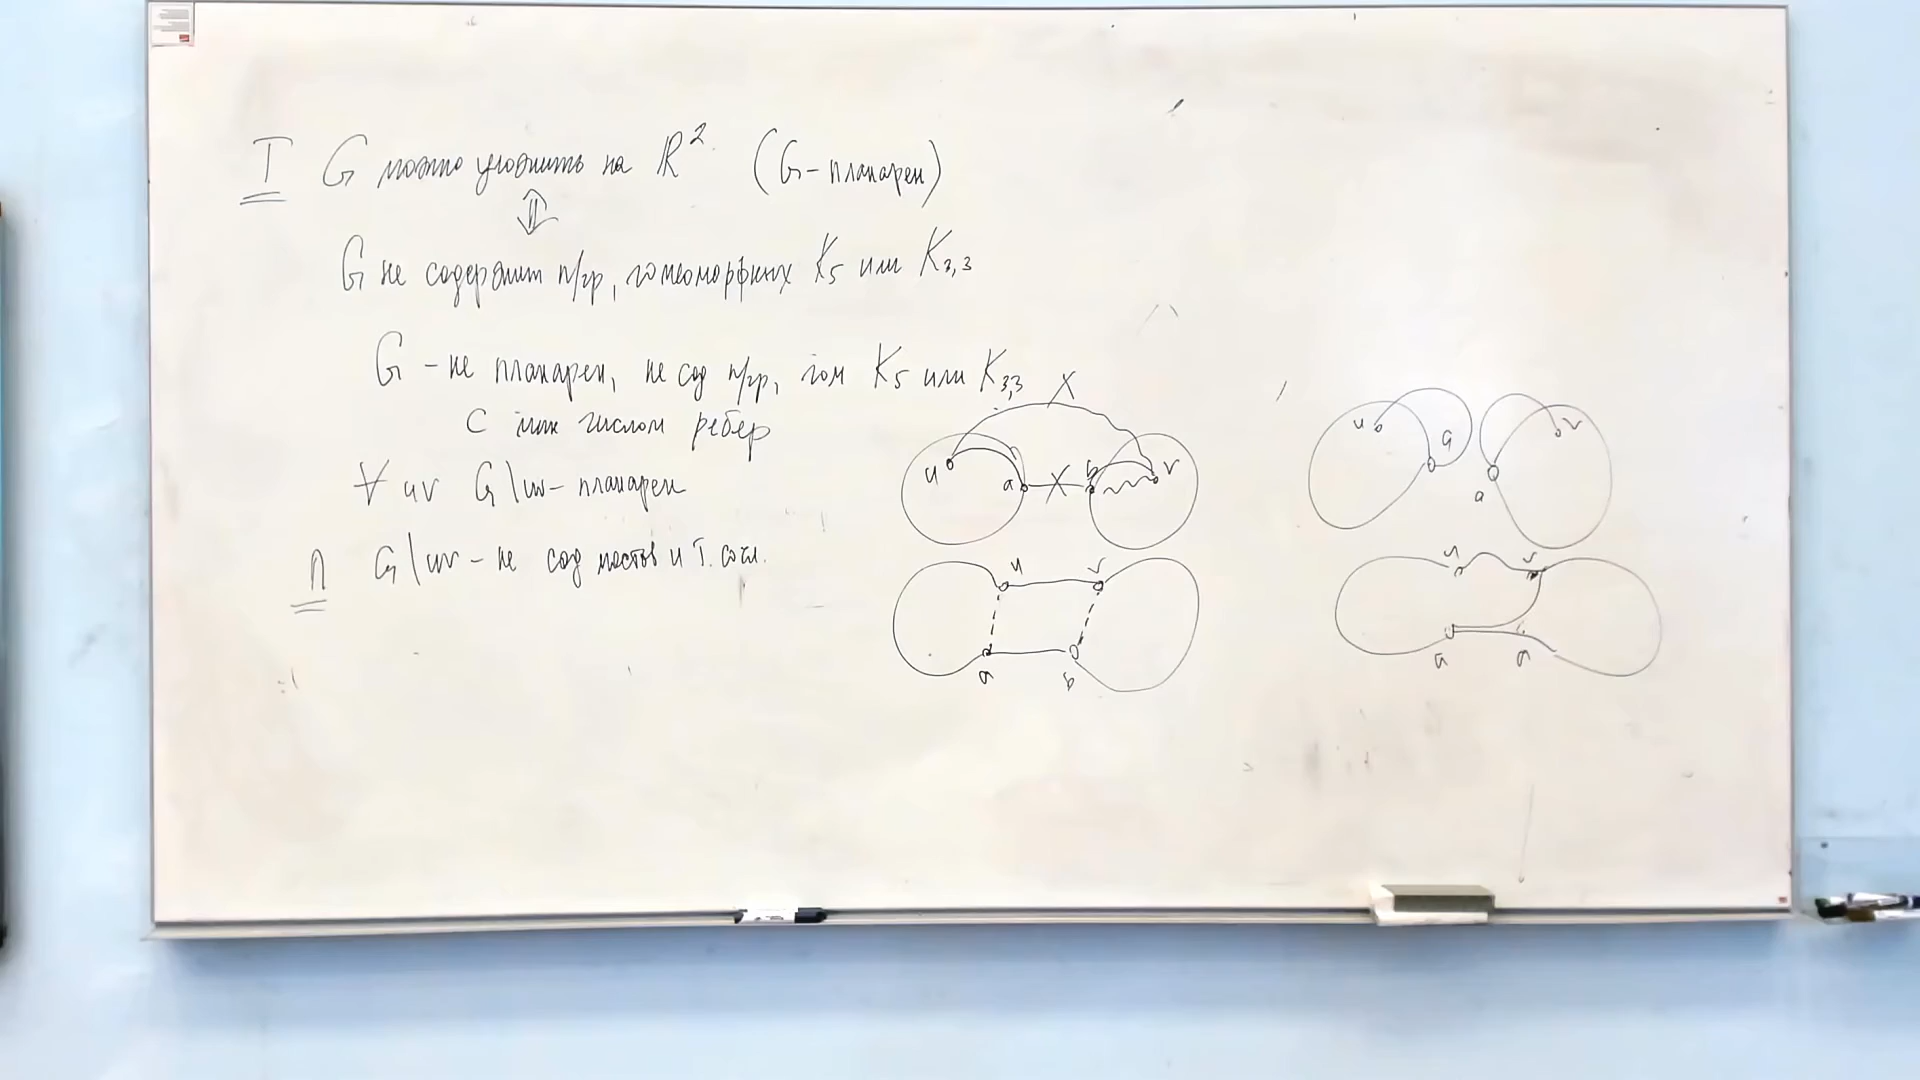 T G можно уложить на R² (G - планарен)
⇕
G не содержит п/гр, гомеоморфных K₅ или K₃,₃
G - не планарен, не сод п/гр, гом K₅ или K₃,₃
с мин числом ребер
∀ uv G \ uv - планарен
Л G \ uv - не сод мостов и т. сочл.
u a b v
u v
a b
u a a v
u v
a a